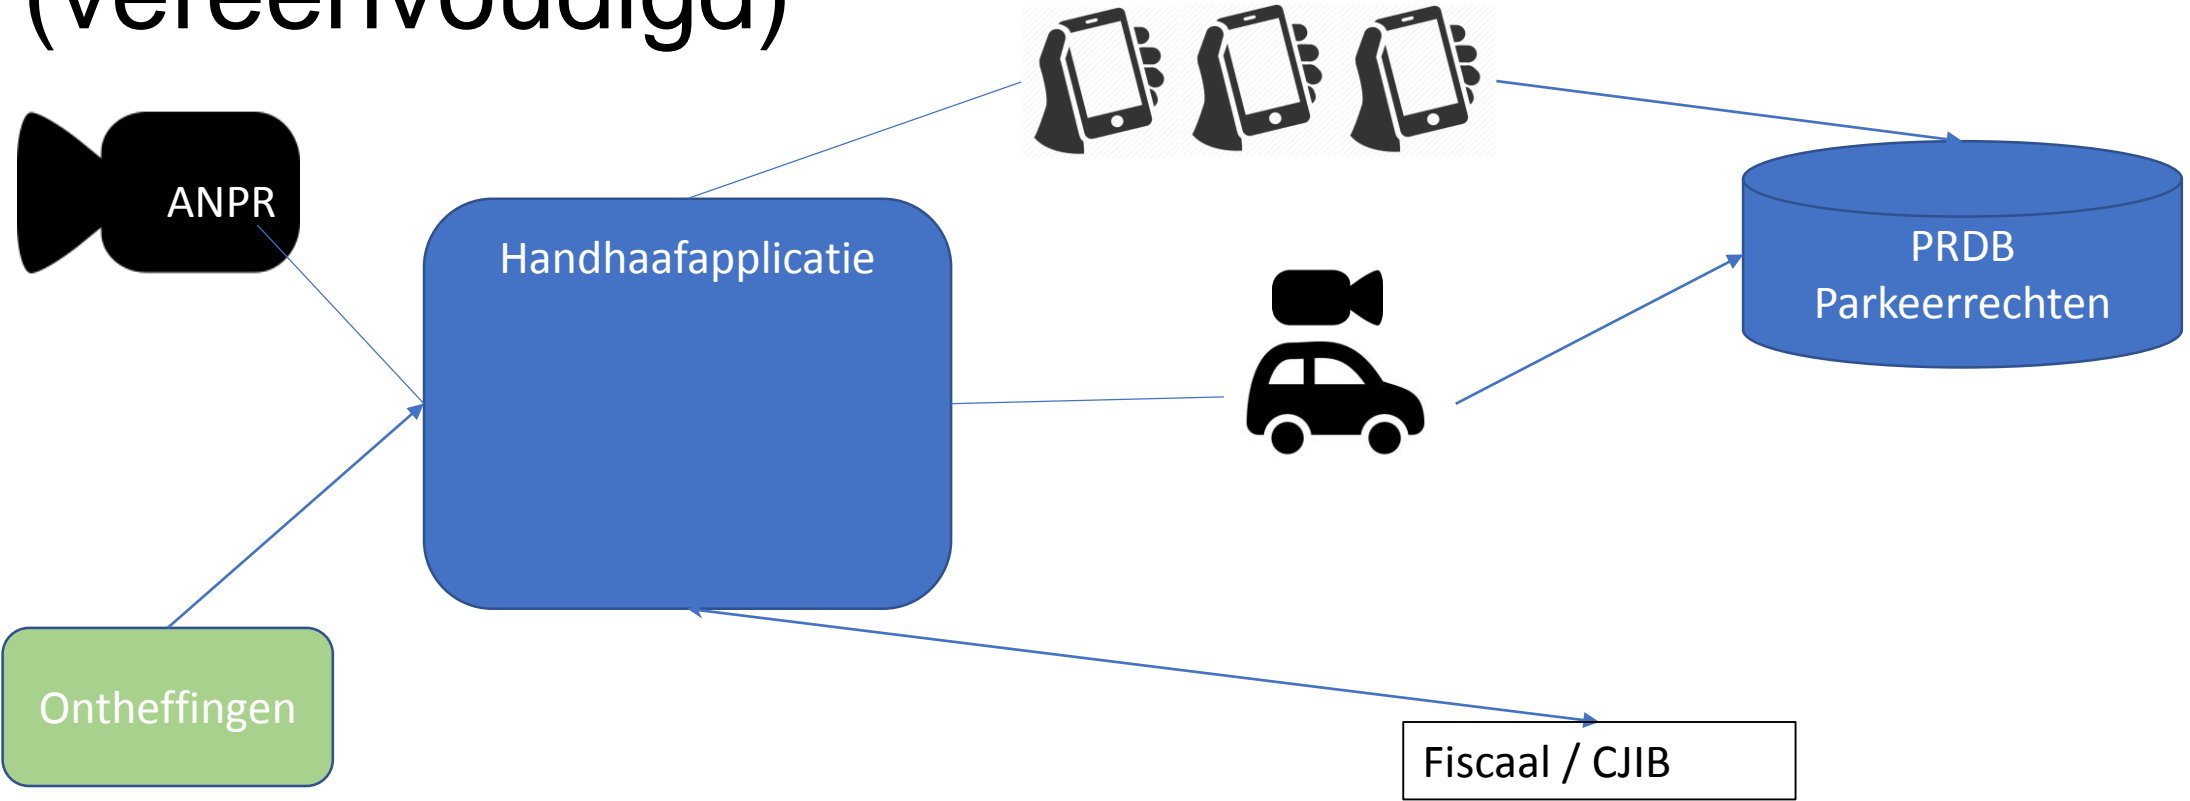 (vereenvoudigd)
ANPR
Handhaafapplicatie
PRDB
Parkeerrechten
Ontheffingen
Fiscaal / CJIB